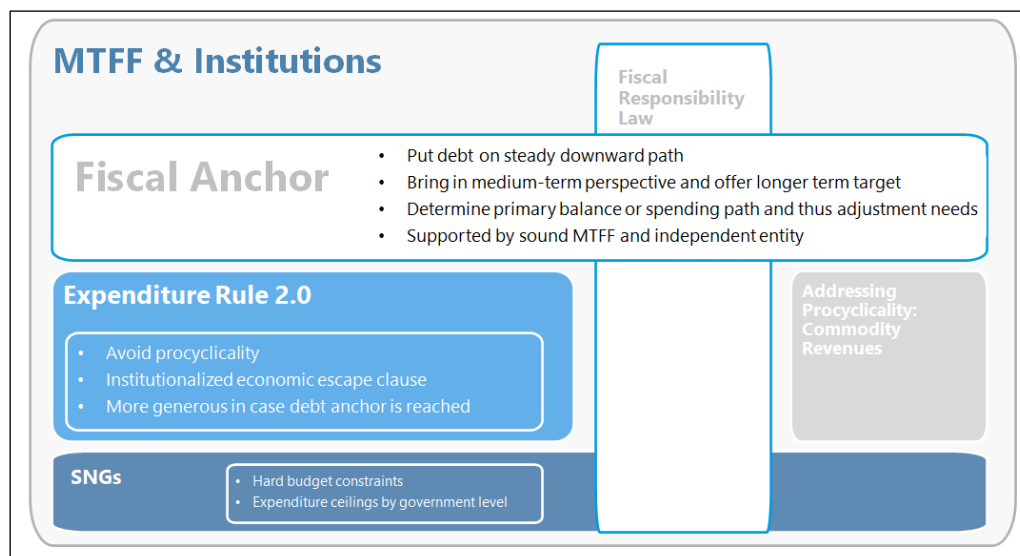 MTFF & Institutions
Fiscal
Responsibility
Law
Fiscal Anchor
• Put debt on steady downward path
• Bring in medium-term perspective and offer longer term target
• Determine primary balance or spending path and thus adjustment needs
• Supported by sound MTFF and independent entity
Expenditure Rule 2.0
• Avoid procyclicality
• Institutionalized economic escape clause
• More generous in case debt anchor is reached
Addressing
Procyclicality:
Commodity
Revenues
SNGs
• Hard budget constraints
• Expenditure ceilings by government level